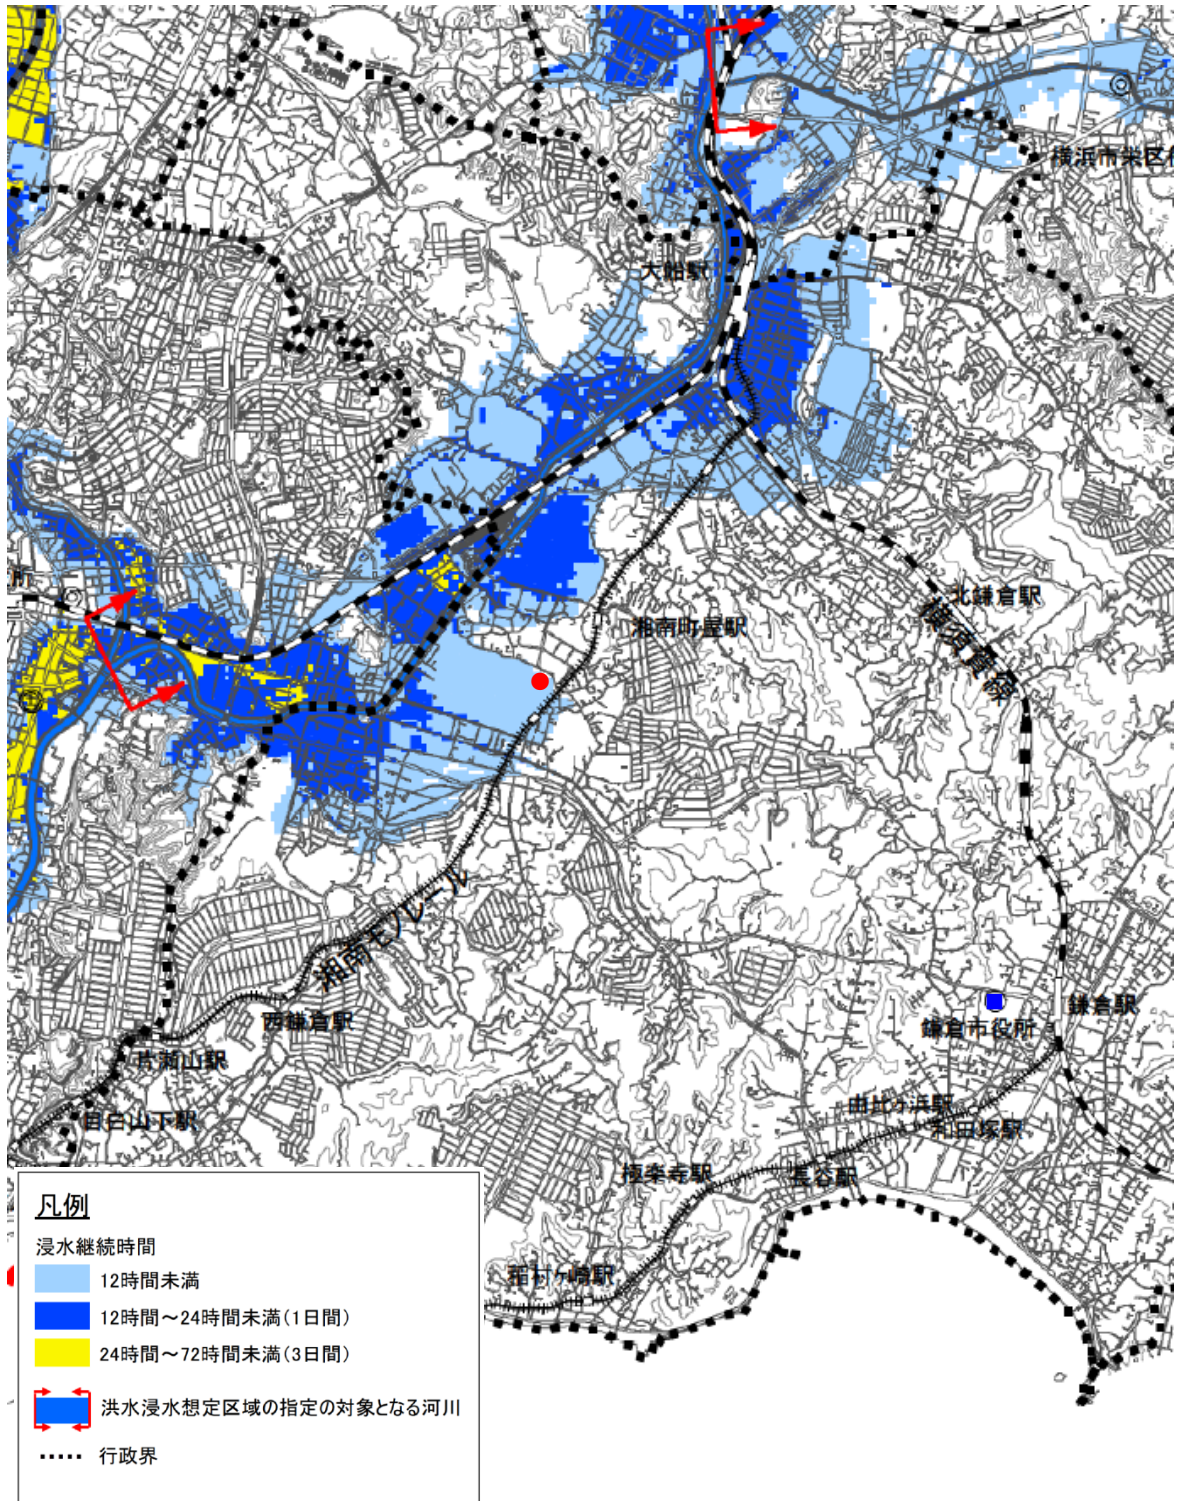 横浜市栄区
大船駅
所
北鎌倉駅
横須賀線
湘南町屋駅
湘南モノレール
西鎌倉駅
片瀬山駅
目白山下駅
鎌倉駅
鎌倉市役所
由比ヶ浜駅
和田塚駅
極楽寺駅
長谷駅
稲村ヶ崎駅
凡例
浸水継続時間
12時間未満
12時間～24時間未満(1日間)
24時間～72時間未満(3日間)
洪水浸水想定区域の指定の対象となる河川
行政界